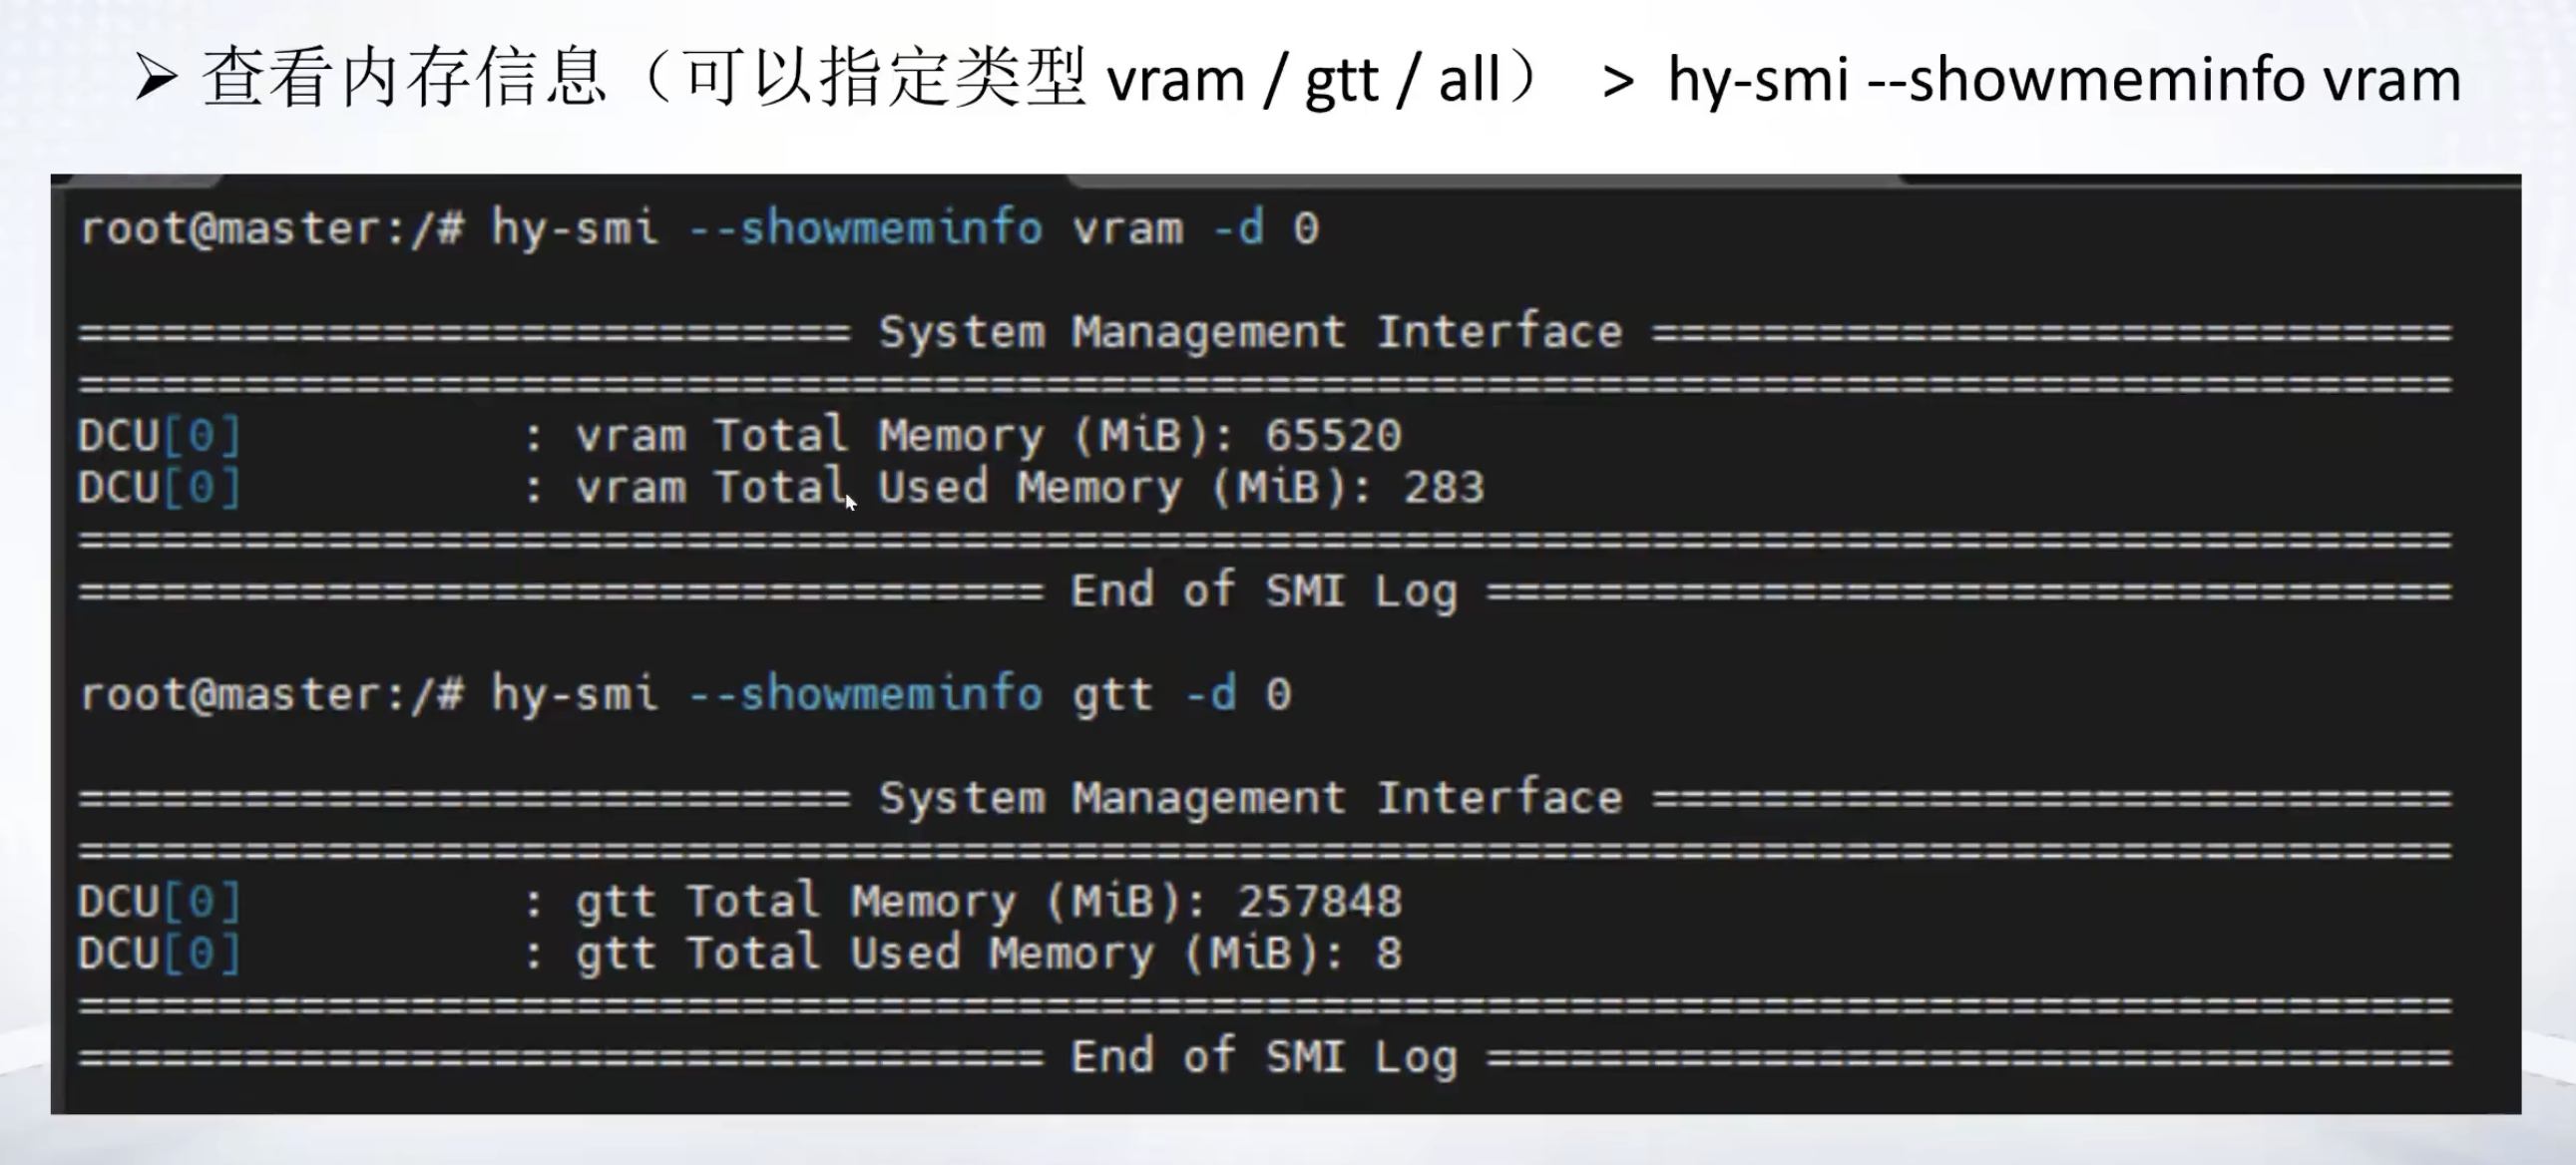 ➢ 查看内存信息（可以指定类型 vram / gtt / all） > hy-smi --showmeminfo vram
root@master:/# hy-smi --showmeminfo vram -d 0
============================ System Management Interface =============================
======================================================================================
DCU[0]          : vram Total Memory (MiB): 65520
DCU[0]          : vram Total Used Memory (MiB): 283
======================================================================================
=================================== End of SMI Log ===================================
root@master:/# hy-smi --showmeminfo gtt -d 0
============================ System Management Interface =============================
======================================================================================
DCU[0]          : gtt Total Memory (MiB): 257848
DCU[0]          : gtt Total Used Memory (MiB): 8
======================================================================================
=================================== End of SMI Log ===================================